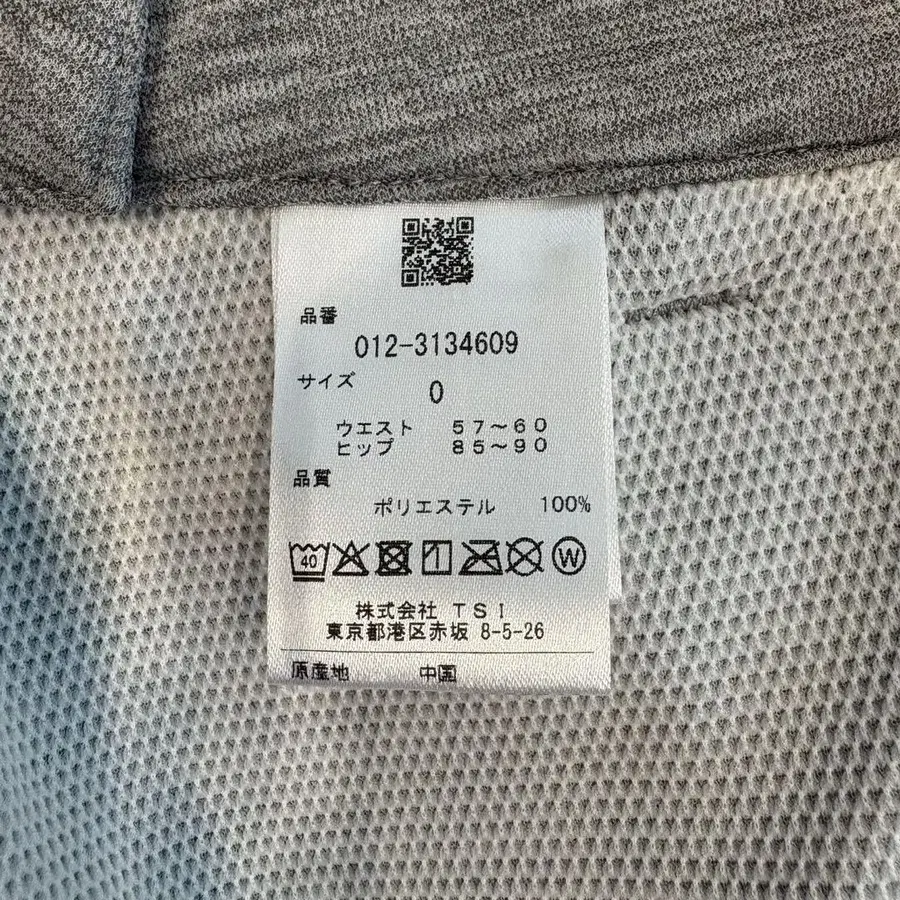 品番
012-3134609
サイズ
0
ウエスト 57～60
ヒップ 85～90
品質
ポリエステル 100%
40
W
株式会社 TSI
東京都港区赤坂 8-5-26
原産地 中国